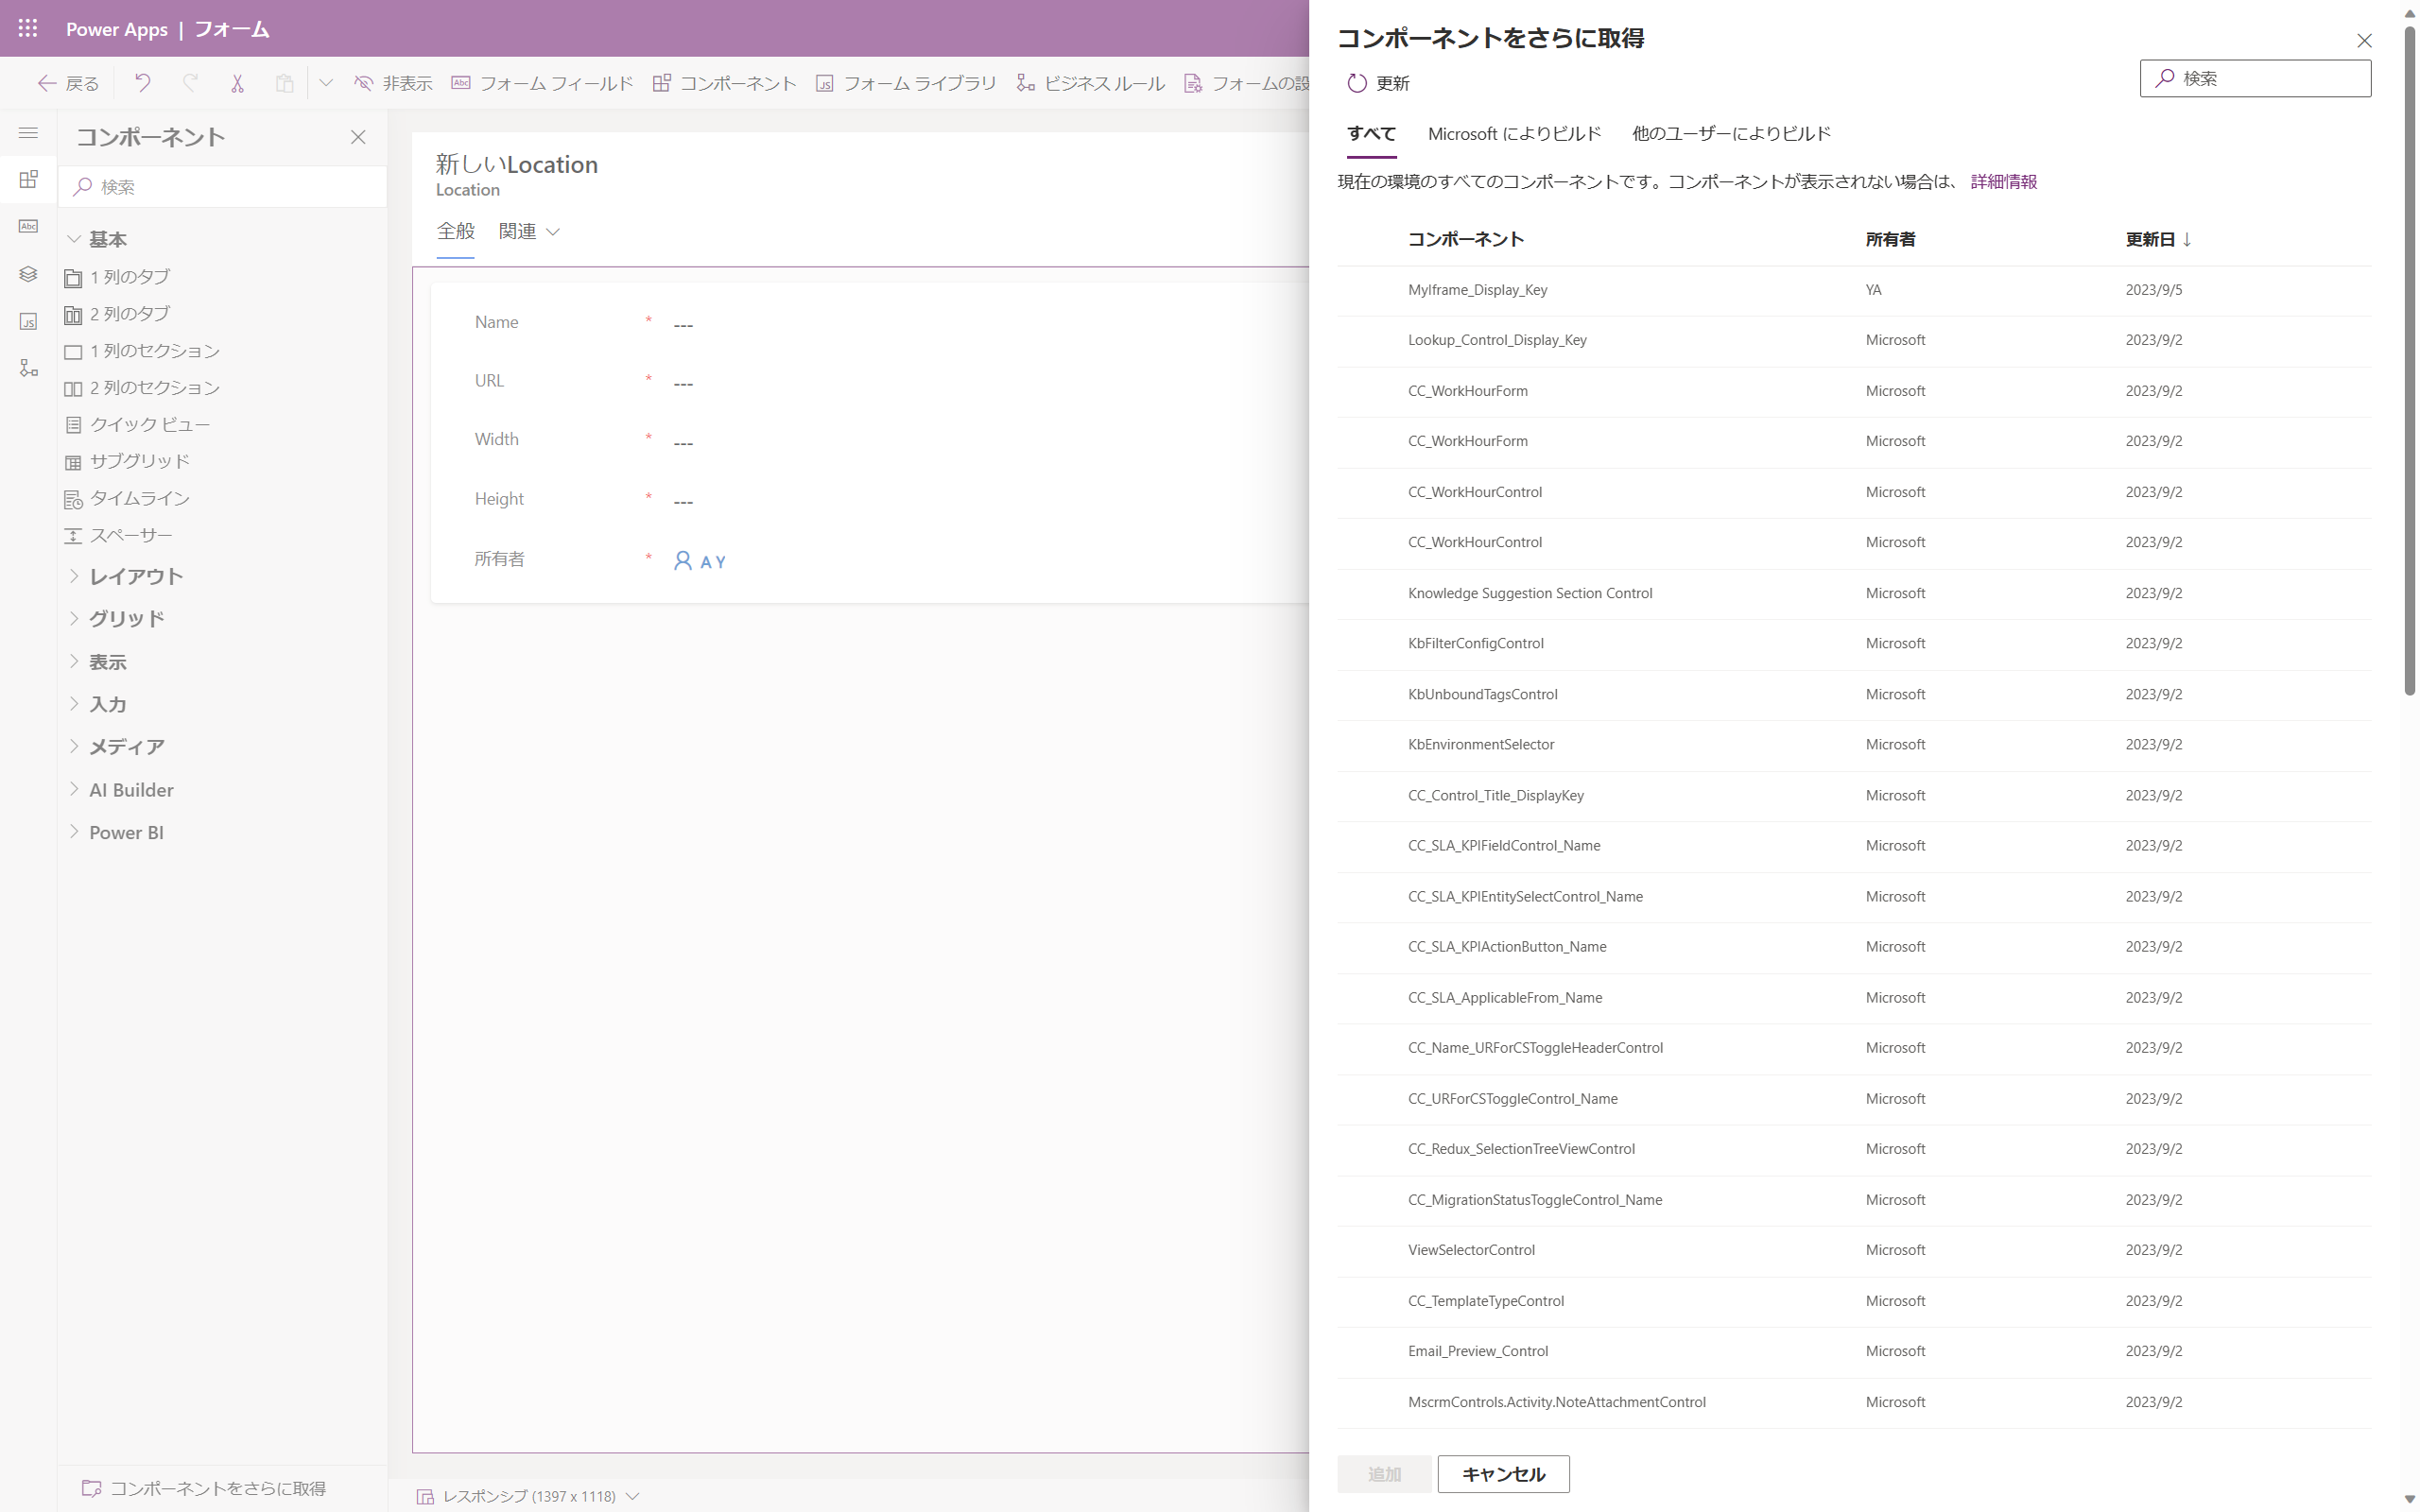 Power Apps | フォーム
戻る
非表示
Abc フォーム フィールド
コンポーネント
JS フォーム ライブラリ
ビジネス ルール
フォームの設
コンポーネント
検索
Abc
JS
基本
1 列のタブ
2 列のタブ
1 列のセクション
2 列のセクション
クイック ビュー
サブグリッド
タイムライン
スペーサー
レイアウト
グリッド
表示
入力
メディア
AI Builder
Power BI
コンポーネントをさらに取得
新しいLocation
Location
全般 関連
Name * ---
URL * ---
Width * ---
Height * ---
所有者 * A Y
レスポンシブ (1397 x 1118)
コンポーネントをさらに取得
更新
検索
すべて Microsoft によりビルド 他のユーザーによりビルド
現在の環境のすべてのコンポーネントです。コンポーネントが表示されない場合は、 詳細情報
コンポーネント 所有者 更新日 ↓
MyIframe_Display_Key YA 2023/9/5
Lookup_Control_Display_Key Microsoft 2023/9/2
CC_WorkHourForm Microsoft 2023/9/2
CC_WorkHourForm Microsoft 2023/9/2
CC_WorkHourControl Microsoft 2023/9/2
CC_WorkHourControl Microsoft 2023/9/2
Knowledge Suggestion Section Control Microsoft 2023/9/2
KbFilterConfigControl Microsoft 2023/9/2
KbUnboundTagsControl Microsoft 2023/9/2
KbEnvironmentSelector Microsoft 2023/9/2
CC_Control_Title_DisplayKey Microsoft 2023/9/2
CC_SLA_KPIFieldControl_Name Microsoft 2023/9/2
CC_SLA_KPIEntitySelectControl_Name Microsoft 2023/9/2
CC_SLA_KPIActionButton_Name Microsoft 2023/9/2
CC_SLA_ApplicableFrom_Name Microsoft 2023/9/2
CC_Name_URForCSToggleHeaderControl Microsoft 2023/9/2
CC_URForCSToggleControl_Name Microsoft 2023/9/2
CC_Redux_SelectionTreeViewControl Microsoft 2023/9/2
CC_MigrationStatusToggleControl_Name Microsoft 2023/9/2
ViewSelectorControl Microsoft 2023/9/2
CC_TemplateTypeControl Microsoft 2023/9/2
Email_Preview_Control Microsoft 2023/9/2
MscrmControls.Activity.NoteAttachmentControl Microsoft 2023/9/2
追加 キャンセル